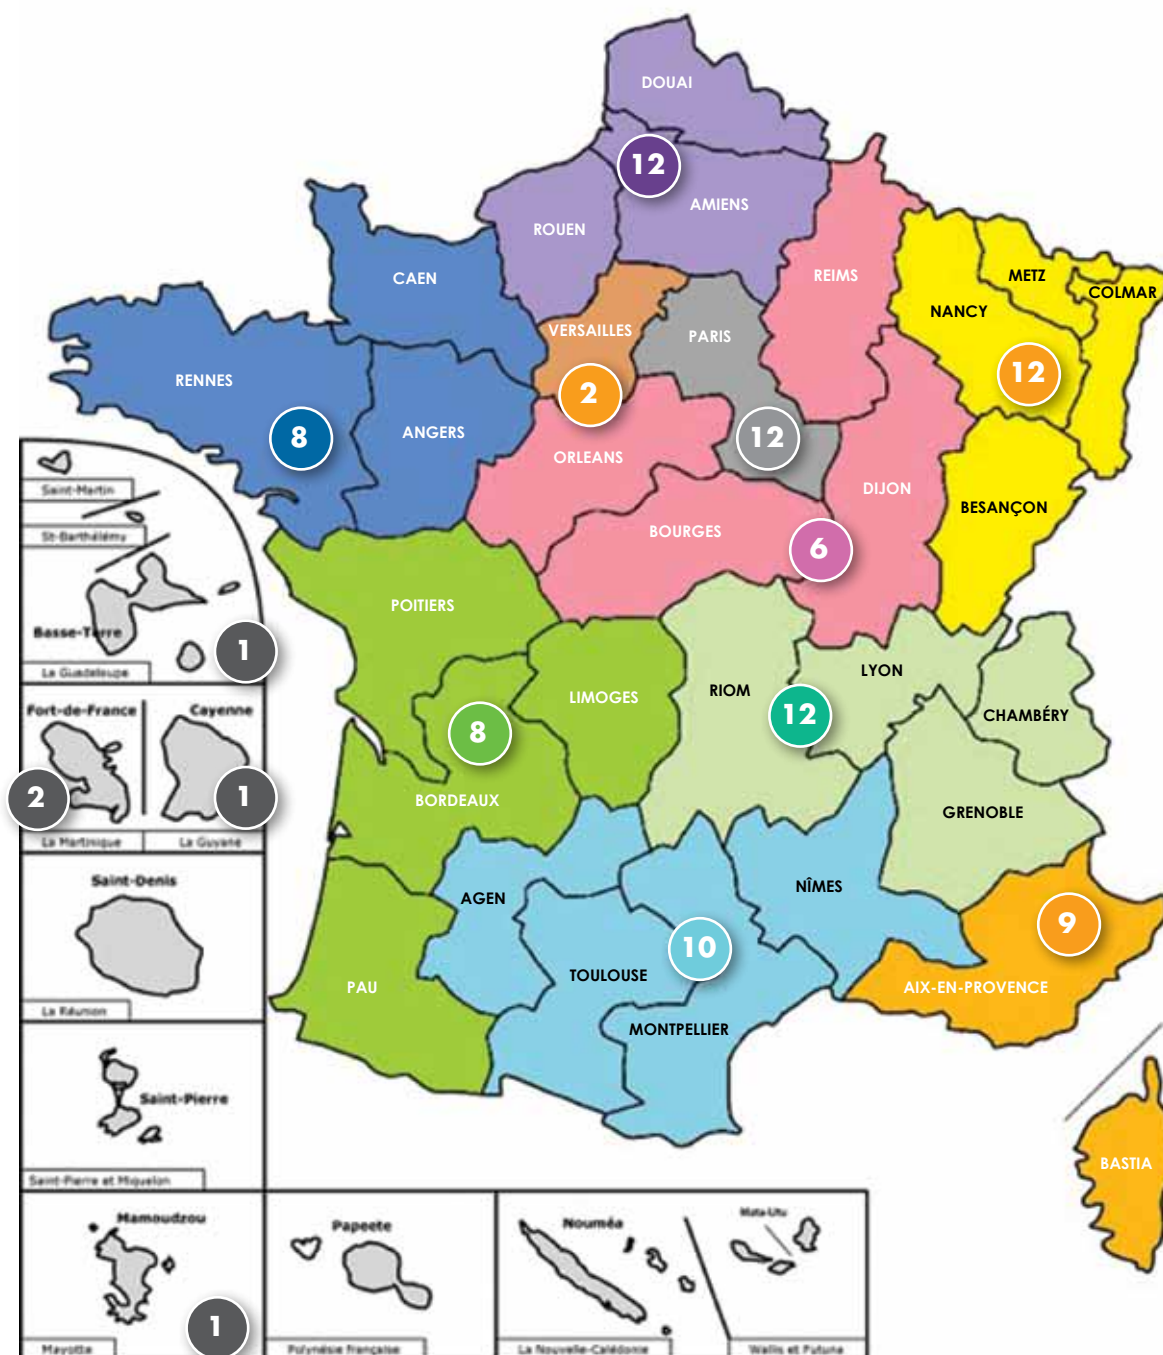 DOUAI
12
AMIENS
ROUEN
CAEN
REIMS
METZ
COLMAR
NANCY
VERSAILLES
PARIS
RENNES
12
2
8
ANGERS
12
ORLEANS
DIJON
Saint-Martin
BESANÇON
BOURGES
St-Barthélémy
6
POITIERS
Basse-Terre
1
La Guadeloupe
LYON
RIOM
LIMOGES
Fort-de-France
Cayenne
CHAMBÉRY
12
8
2
1
BORDEAUX
GRENOBLE
La Martinique
La Guyane
Saint-Denis
NÎMES
AGEN
9
10
TOULOUSE
PAU
AIX-EN-PROVENCE
La Réunion
MONTPELLIER
Saint-Pierre
BASTIA
Saint-Pierre et Miquelon
Mamoudzou
Papeete
Nouméa
Mata-Utu
1
Mayotte
Polynésie française
La Nouvelle-Calédonie
Wallis et Futuna